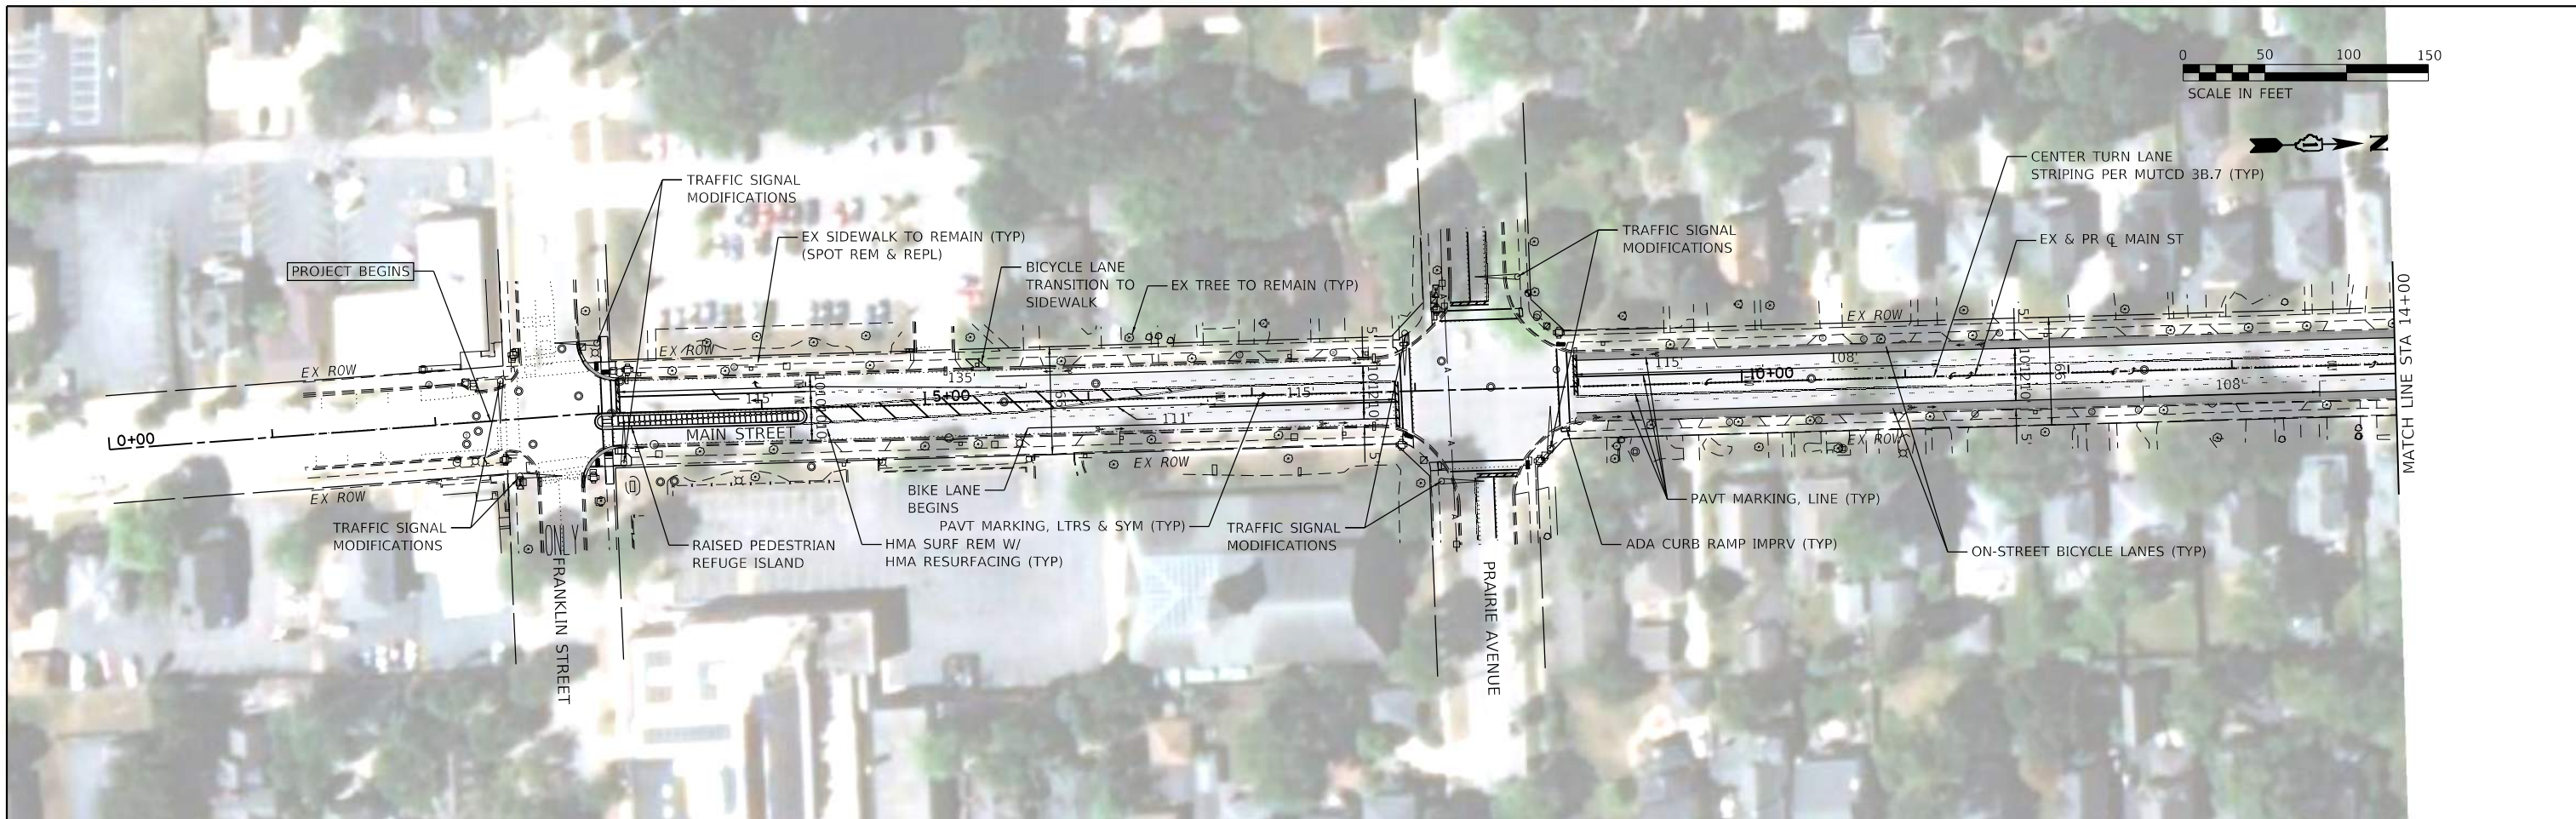 0 50 100 150
SCALE IN FEET
N
CENTER TURN LANE
STRIPING PER MUTCD 3B.7 (TYP)
TRAFFIC SIGNAL
MODIFICATIONS
EX SIDEWALK TO REMAIN (TYP)
(SPOT REM & REPL)
TRAFFIC SIGNAL
MODIFICATIONS
EX & PR ℄ MAIN ST
PROJECT BEGINS
BICYCLE LANE
TRANSITION TO
SIDEWALK
EX TREE TO REMAIN (TYP)
MATCH LINE STA 14+00
EX ROW
EX ROW
EX ROW
115'
108'
10+00
108'
66'
5'
5'
135'
115'
5+00
115'
111'
66'
0+00
MAIN STREET
EX ROW
EX ROW
EX ROW
BIKE LANE
BEGINS
PAVT MARKING, LTRS & SYM (TYP)
TRAFFIC SIGNAL
MODIFICATIONS
PAVT MARKING, LINE (TYP)
TRAFFIC SIGNAL
MODIFICATIONS
ONLY
RAISED PEDESTRIAN
REFUGE ISLAND
HMA SURF REM W/
HMA RESURFACING (TYP)
ADA CURB RAMP IMPRV (TYP)
ON-STREET BICYCLE LANES (TYP)
FRANKLIN STREET
PRAIRIE AVENUE